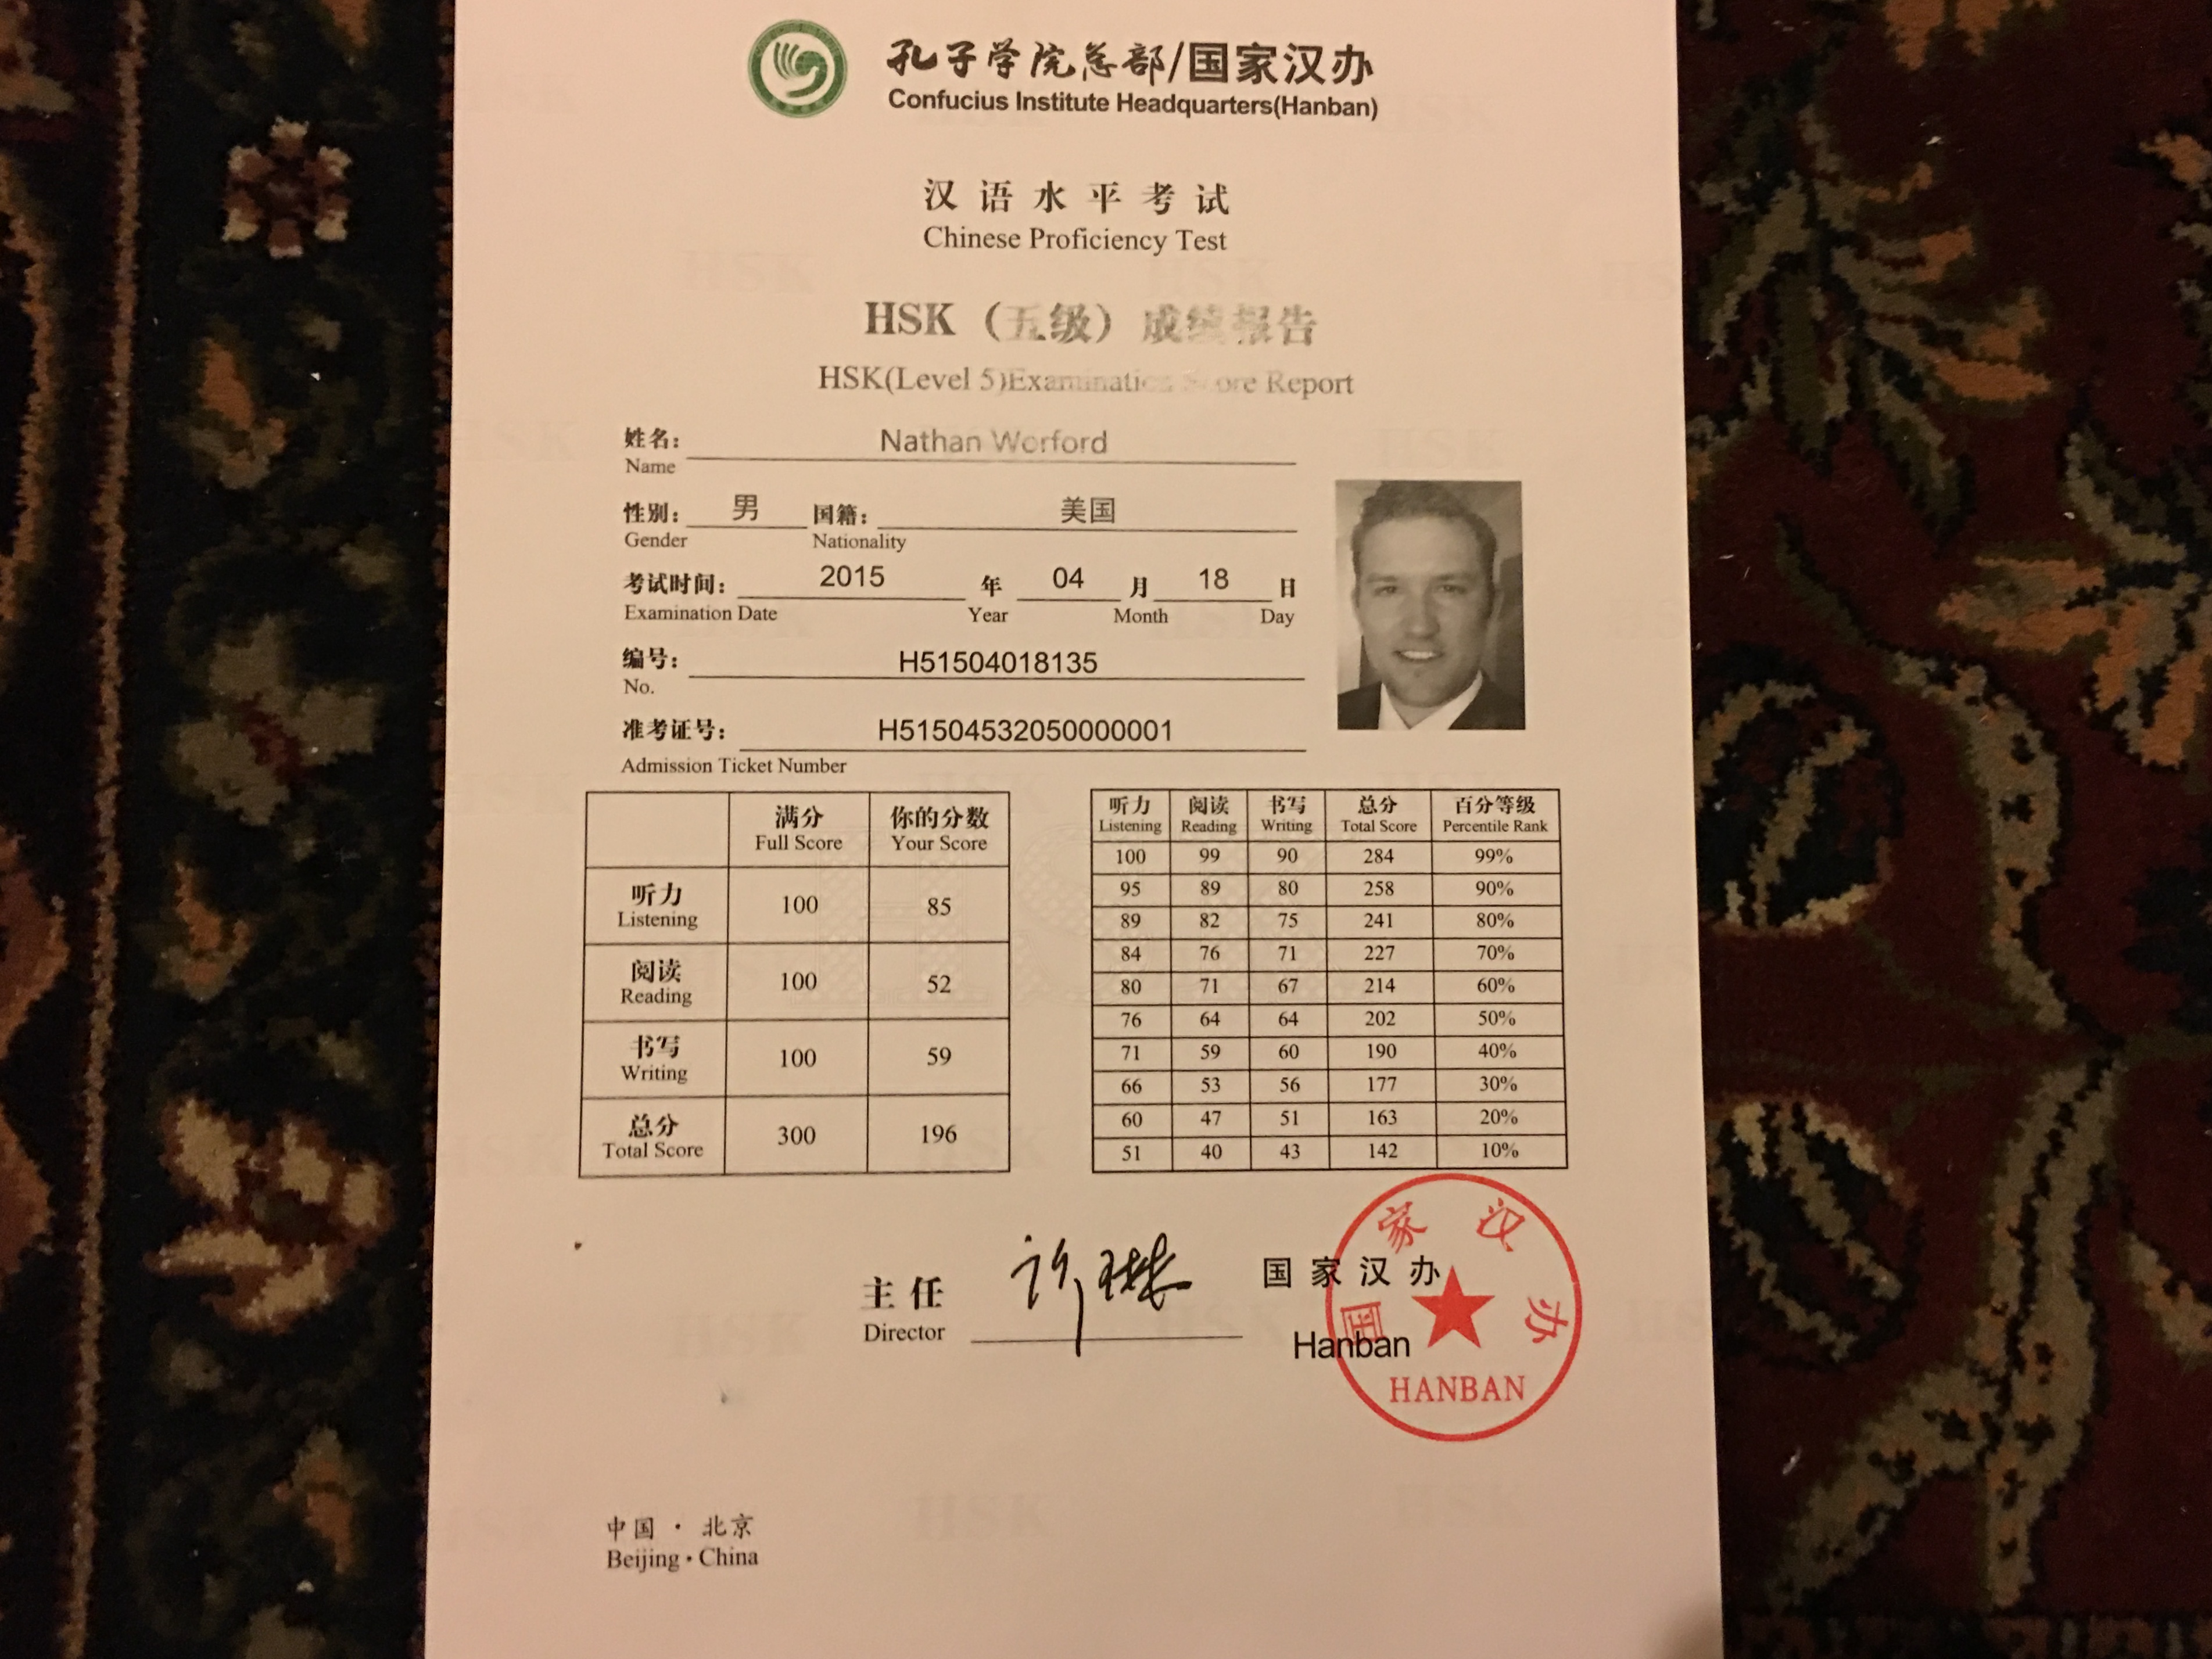 孔子学院总部/国家汉办
Confucius Institute Headquarters(Hanban)
汉语水平考试
Chinese Proficiency Test
HSK（五级）成绩报告
HSK(Level 5)Examination Score Report
姓名： Nathan Worford
Name
性别： 男 国籍： 美国
Gender Nationality
考试时间： 2015 年 04 月 18 日
Examination Date Year Month Day
编号： H51504018135
No.
准考证号： H51504532050000001
Admission Ticket Number
满分 你的分数
Full Score Your Score
听力 100 85
Listening
阅读 100 52
Reading
书写 100 59
Writing
总分 300 196
Total Score
听力 阅读 书写 总分 百分等级
Listening Reading Writing Total Score Percentile Rank
100 99 90 284 99%
95 89 80 258 90%
89 82 75 241 80%
84 76 71 227 70%
80 71 67 214 60%
76 64 64 202 50%
71 59 60 190 40%
66 53 56 177 30%
60 47 51 163 20%
51 40 43 142 10%
主任 许琳 国家汉办
Director Hanban
国家汉办
HANBAN
中国·北京
Beijing·China